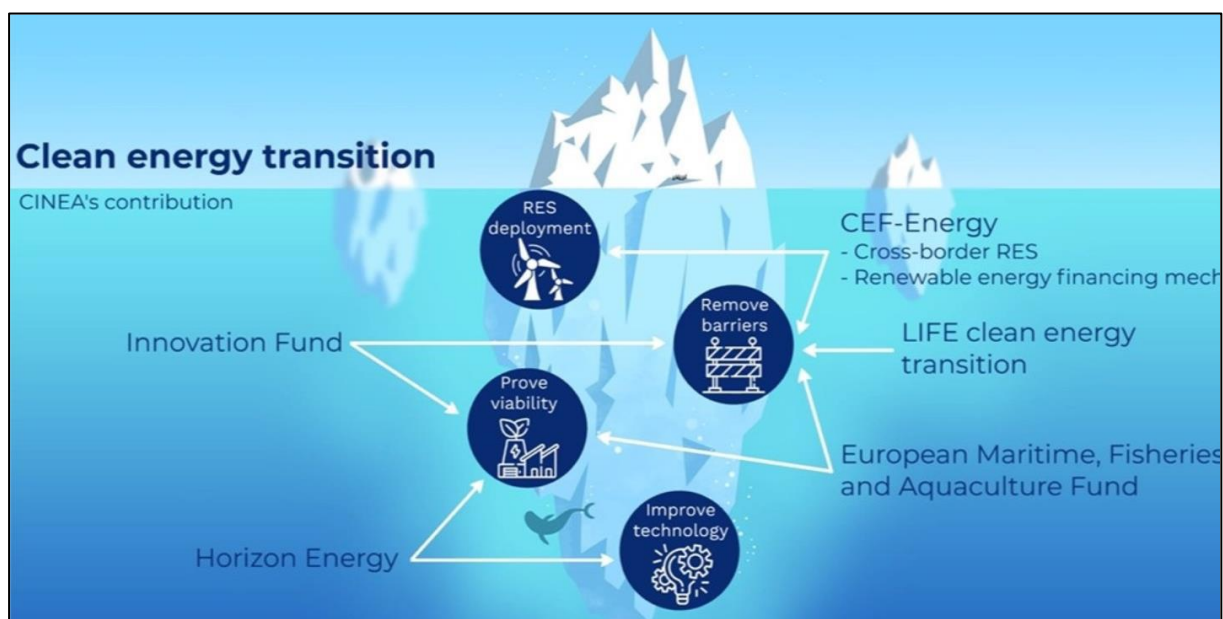 Clean energy transition
CINEA's contribution
RES
deployment
CEF-Energy
- Cross-border RES
- Renewable energy financing mech
Remove
barriers
Innovation Fund
LIFE clean energy
transition
Prove
viability
European Maritime, Fisheries
and Aquaculture Fund
Improve
technology
Horizon Energy